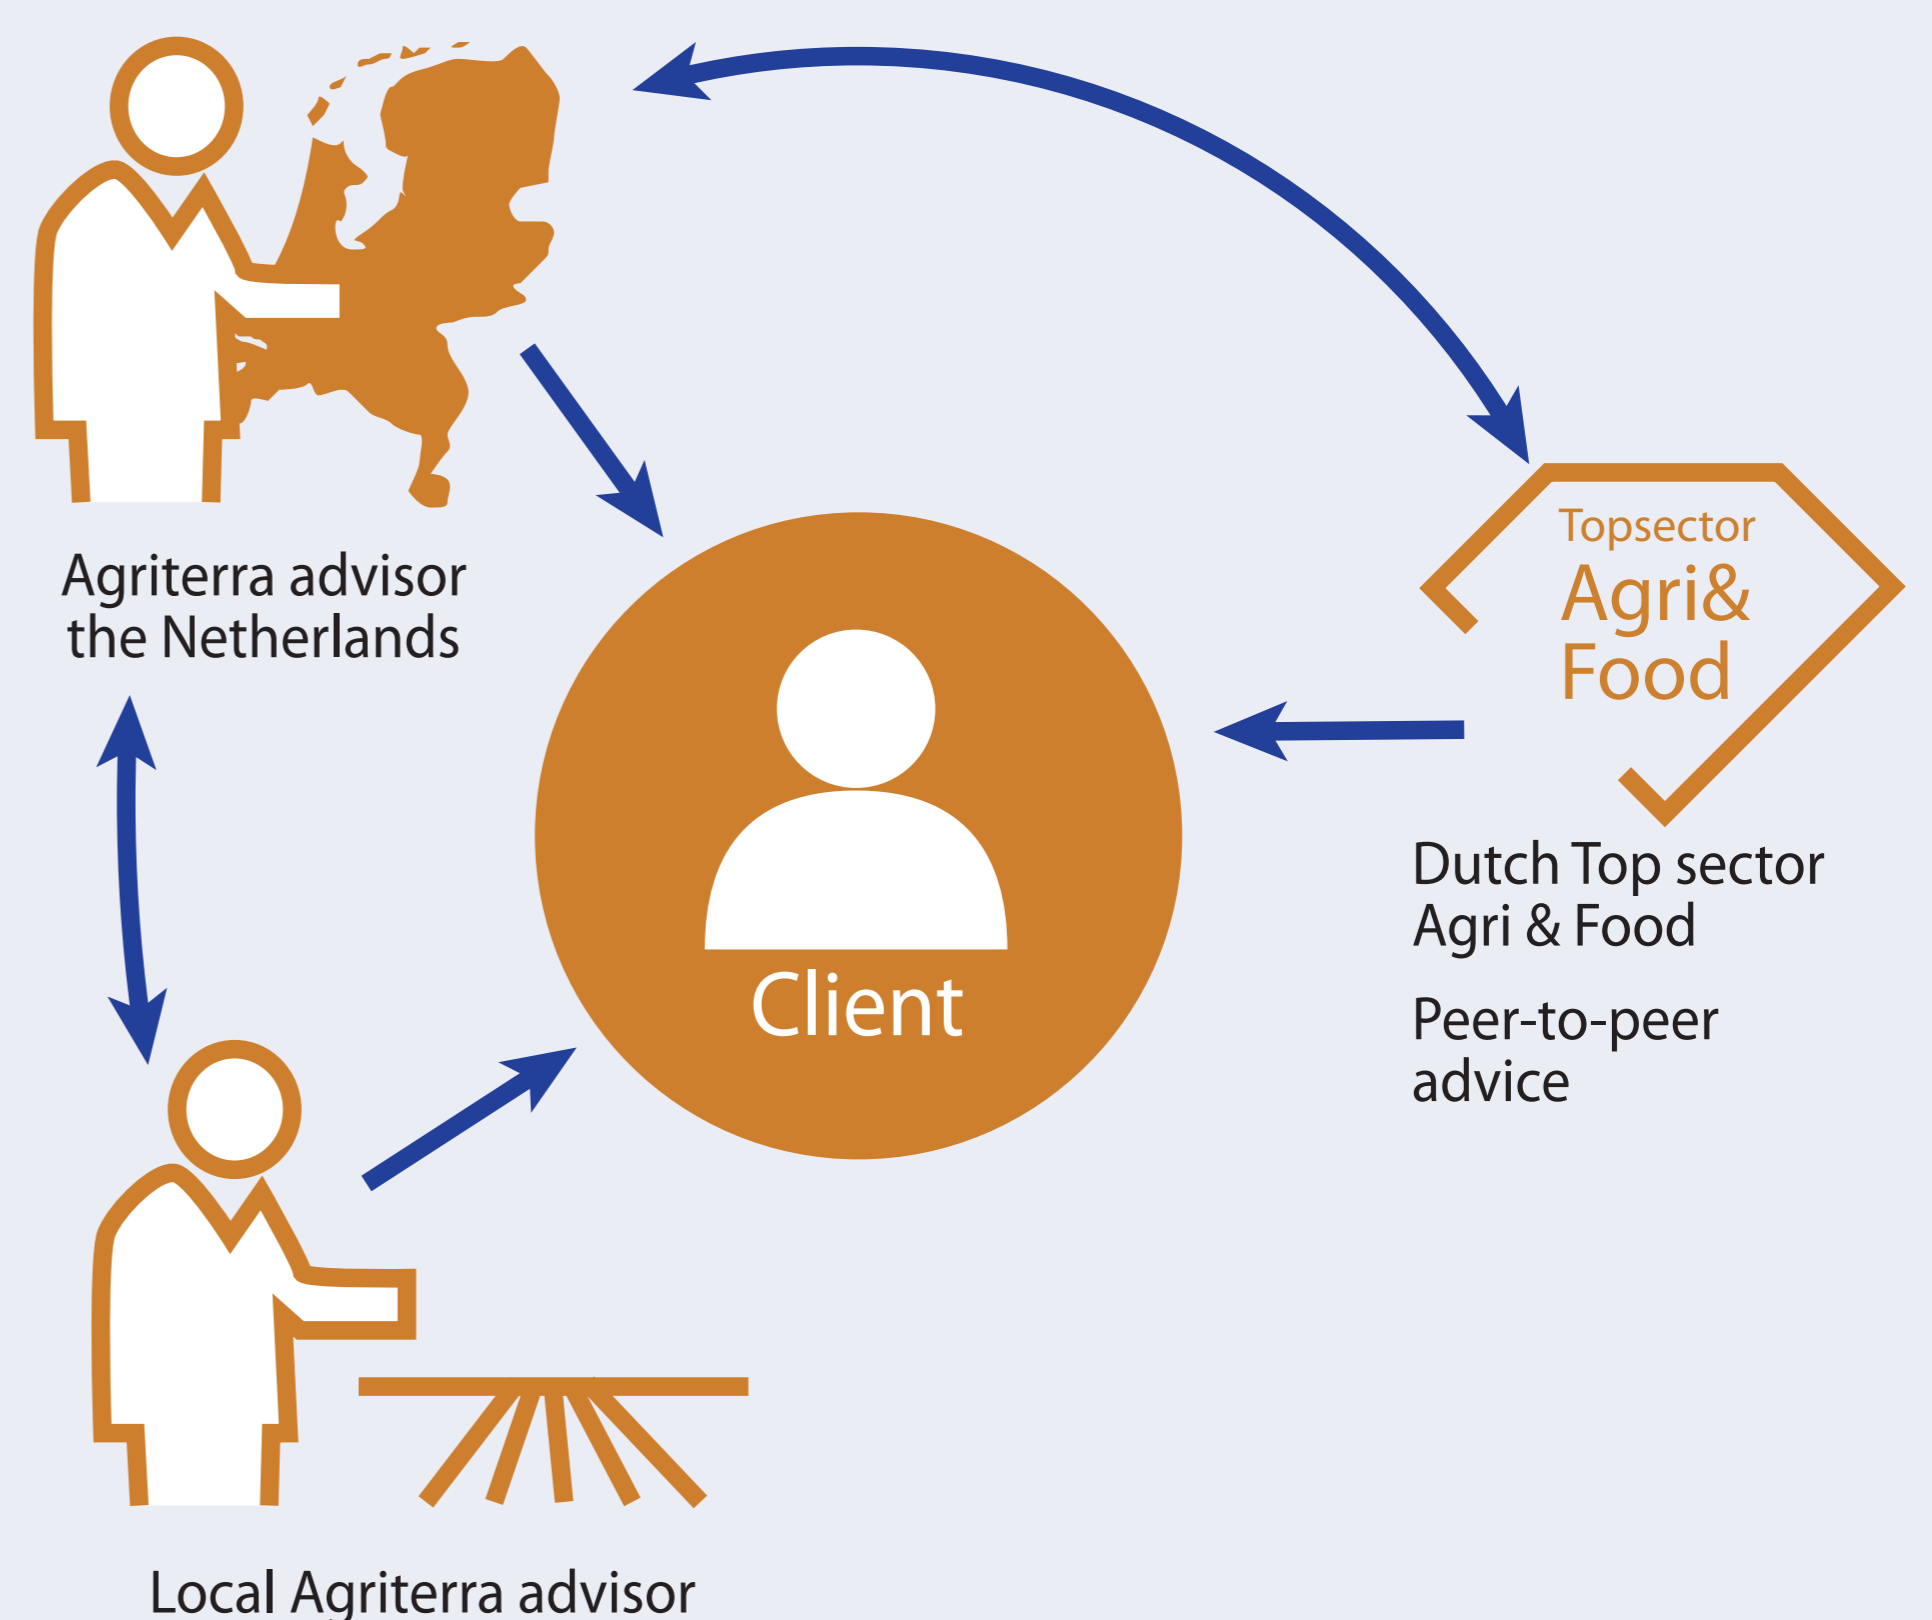 Agriterra advisor
the Netherlands
Topsector
Agri&
Food
Client
Dutch Top sector
Agri & Food
Peer-to-peer
advice
Local Agriterra advisor